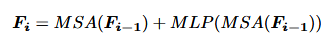 F_i = MSA(F_{i-1}) + MLP(MSA(F_{i-1}))